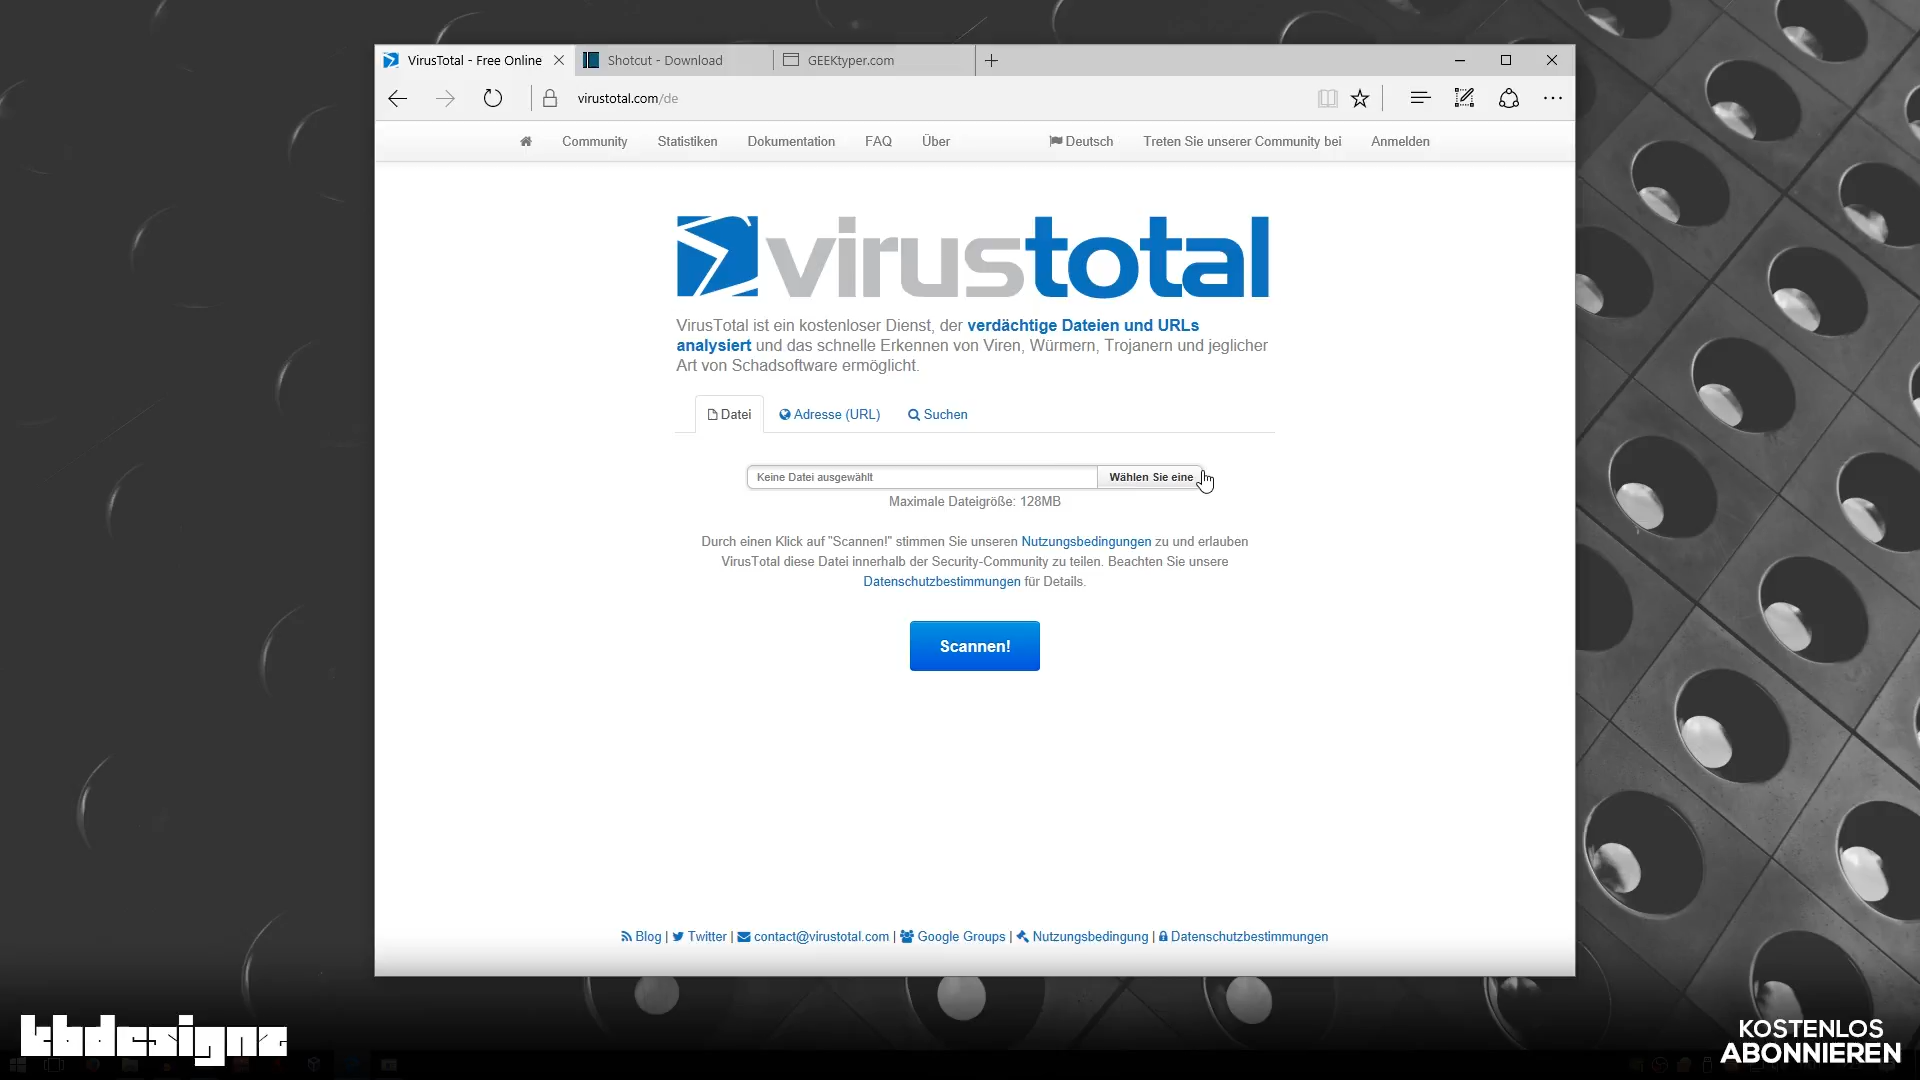 VirusTotal - Free Online
Shotcut - Download
GEEKtyper.com
virustotal.com/de
Community
Statistiken
Dokumentation
FAQ
Über
Deutsch
Treten Sie unserer Community bei
Anmelden
virustotal
VirusTotal ist ein kostenloser Dienst, der verdächtige Dateien und URLs
analysiert und das schnelle Erkennen von Viren, Würmern, Trojanern und jeglicher
Art von Schadsoftware ermöglicht.
Datei
Adresse (URL)
Suchen
Keine Datei ausgewählt
Wählen Sie eine
Maximale Dateigröße: 128MB
Durch einen Klick auf "Scannen!" stimmen Sie unseren Nutzungsbedingungen zu und erlauben
VirusTotal diese Datei innerhalb der Security-Community zu teilen. Beachten Sie unsere
Datenschutzbestimmungen für Details.
Scannen!
Blog | Twitter | contact@virustotal.com | Google Groups | Nutzungsbedingung | Datenschutzbestimmungen
kbdesignz
KOSTENLOS
ABONNIEREN